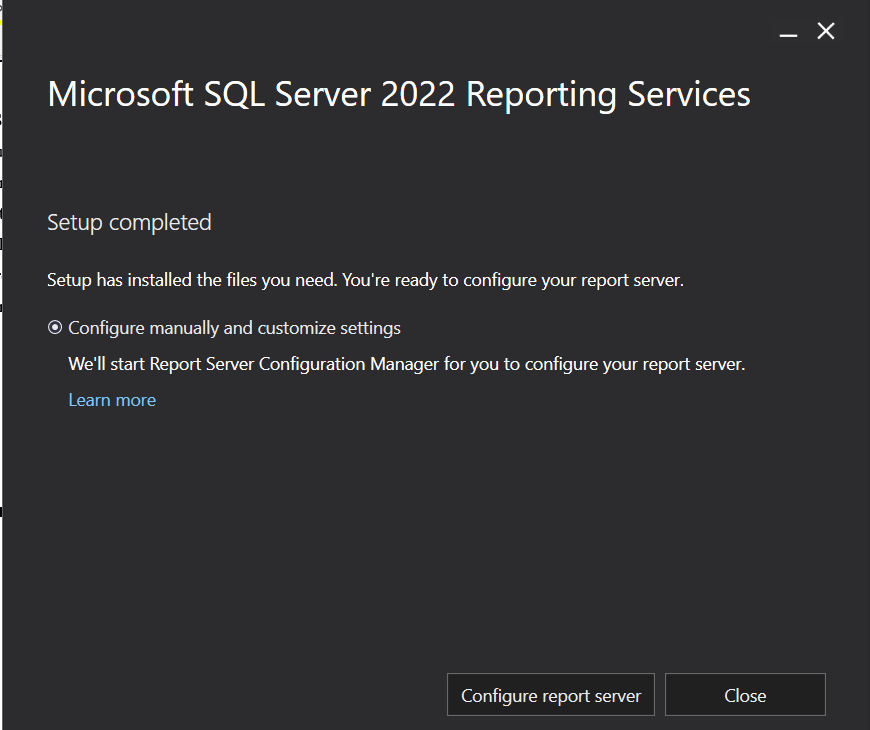 Microsoft SQL Server 2022 Reporting Services
Setup completed
Setup has installed the files you need. You're ready to configure your report server.
Configure manually and customize settings
We'll start Report Server Configuration Manager for you to configure your report server.
Learn more
Configure report server
Close